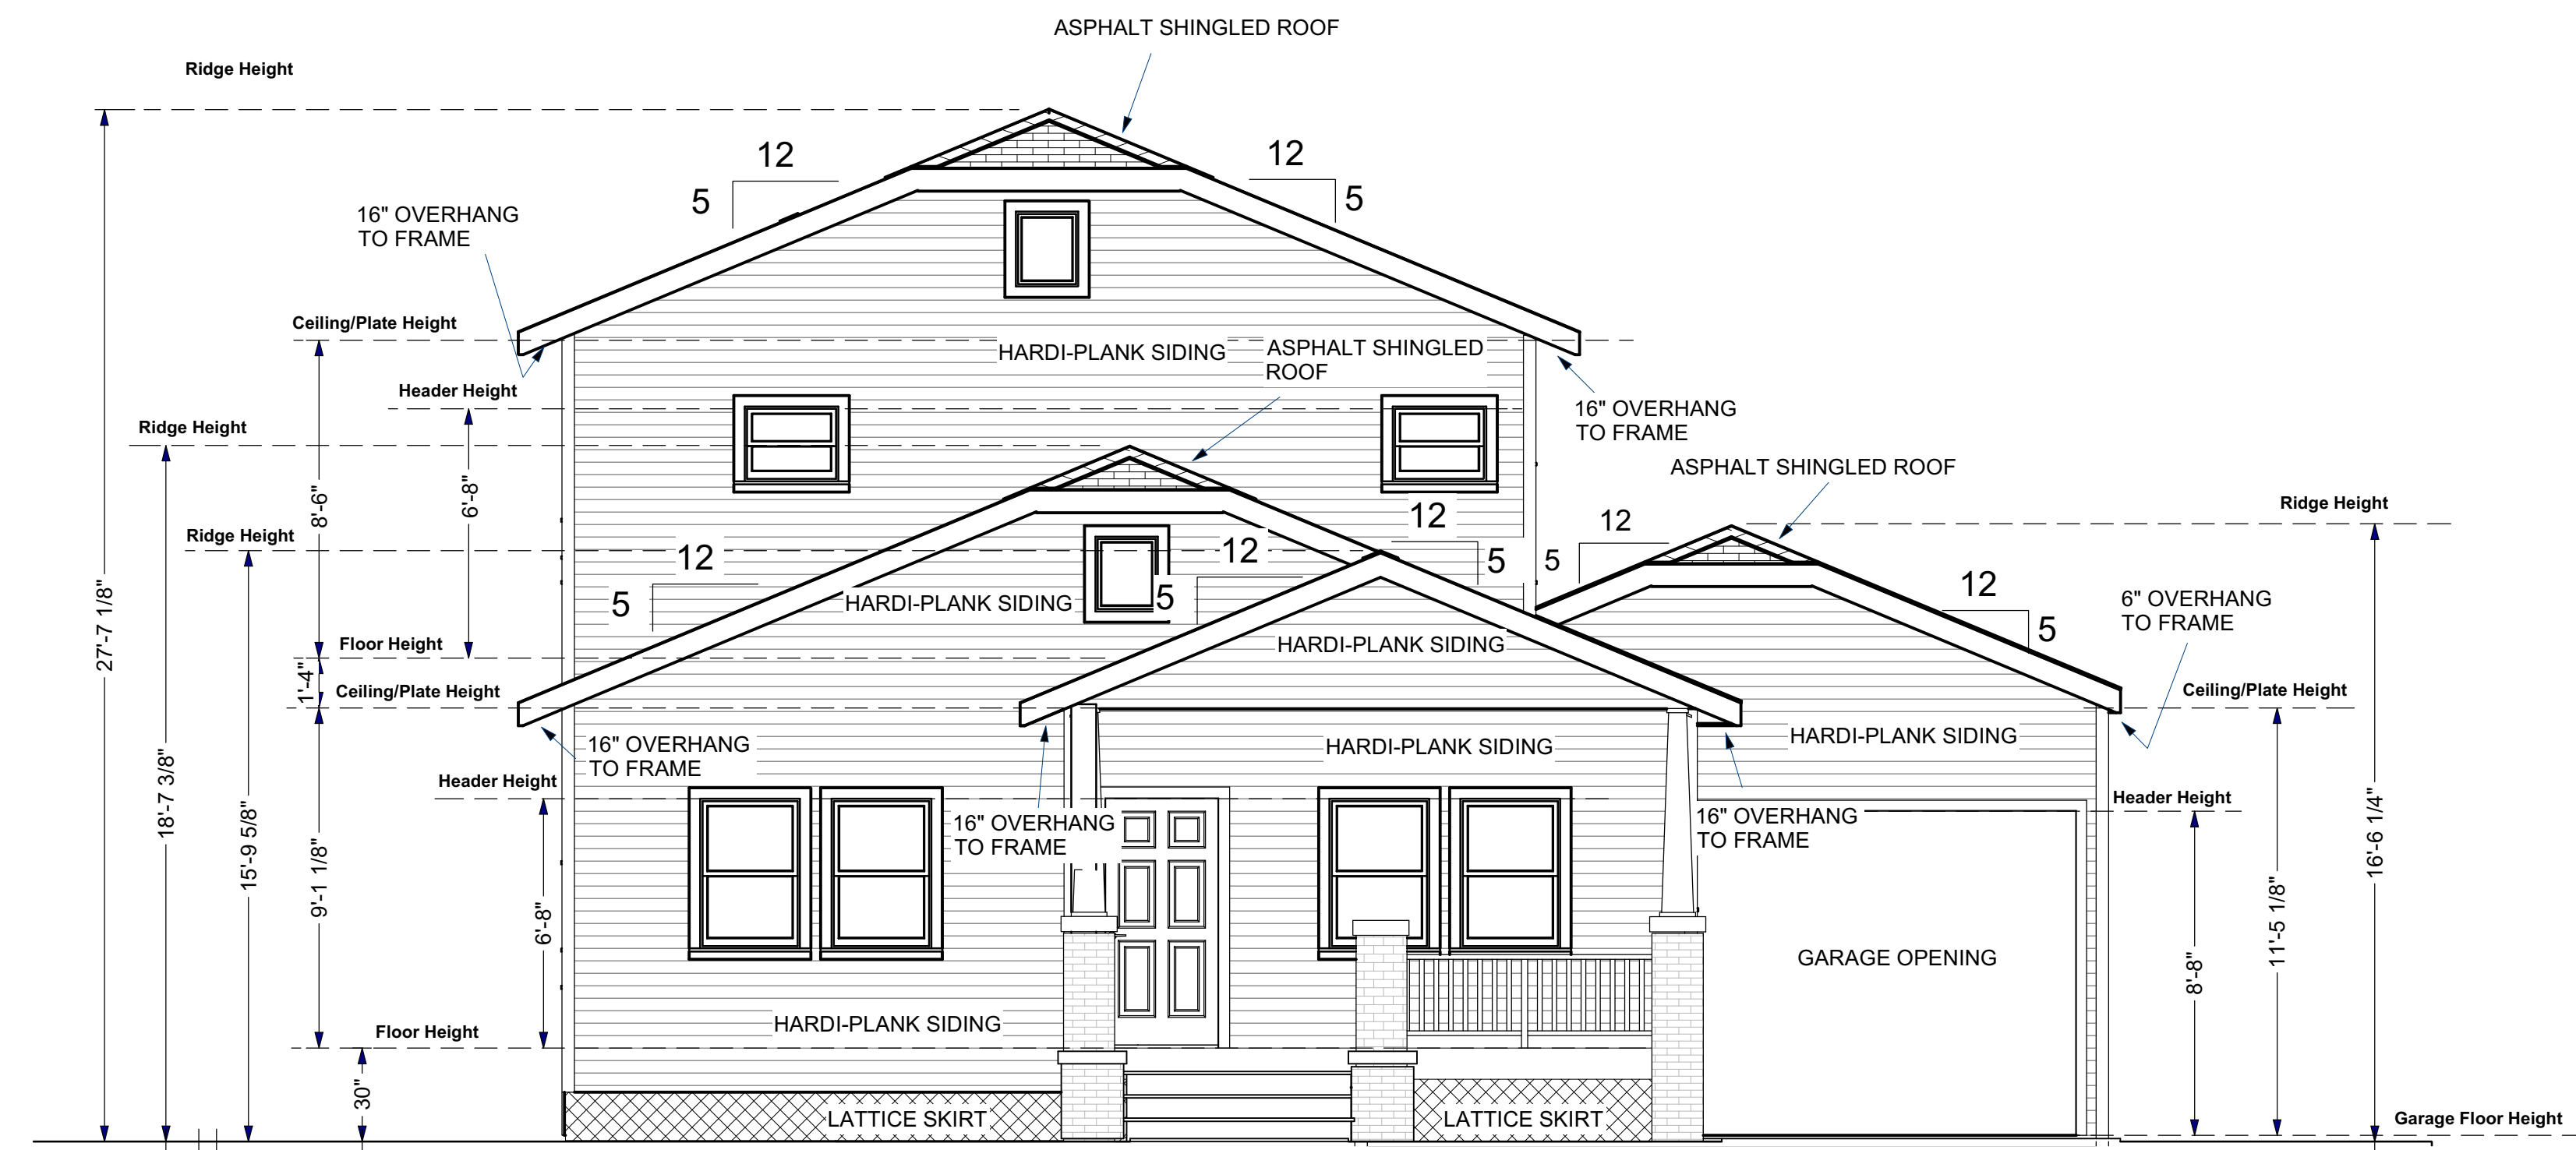 ASPHALT SHINGLED ROOF
Ridge Height
12
12
5
5
16" OVERHANG
TO FRAME
Ceiling/Plate Height
HARDI-PLANK SIDING
ASPHALT SHINGLED
ROOF
Header Height
16" OVERHANG
TO FRAME
Ridge Height
ASPHALT SHINGLED ROOF
8'-6"
6'-8"
12
12
Ridge Height
Ridge Height
12
12
5
5
12
5
HARDI-PLANK SIDING
5
5
6" OVERHANG
TO FRAME
27'-7 1/8"
Floor Height
HARDI-PLANK SIDING
1'-4"
Ceiling/Plate Height
Ceiling/Plate Height
16" OVERHANG
TO FRAME
HARDI-PLANK SIDING
HARDI-PLANK SIDING
Header Height
Header Height
18'-7 3/8"
15'-9 5/8"
9'-1 1/8"
6'-8"
16" OVERHANG
TO FRAME
16" OVERHANG
TO FRAME
16'-6 1/4"
11'-5 1/8"
8'-8"
GARAGE OPENING
HARDI-PLANK SIDING
Floor Height
30"
LATTICE SKIRT
LATTICE SKIRT
Garage Floor Height